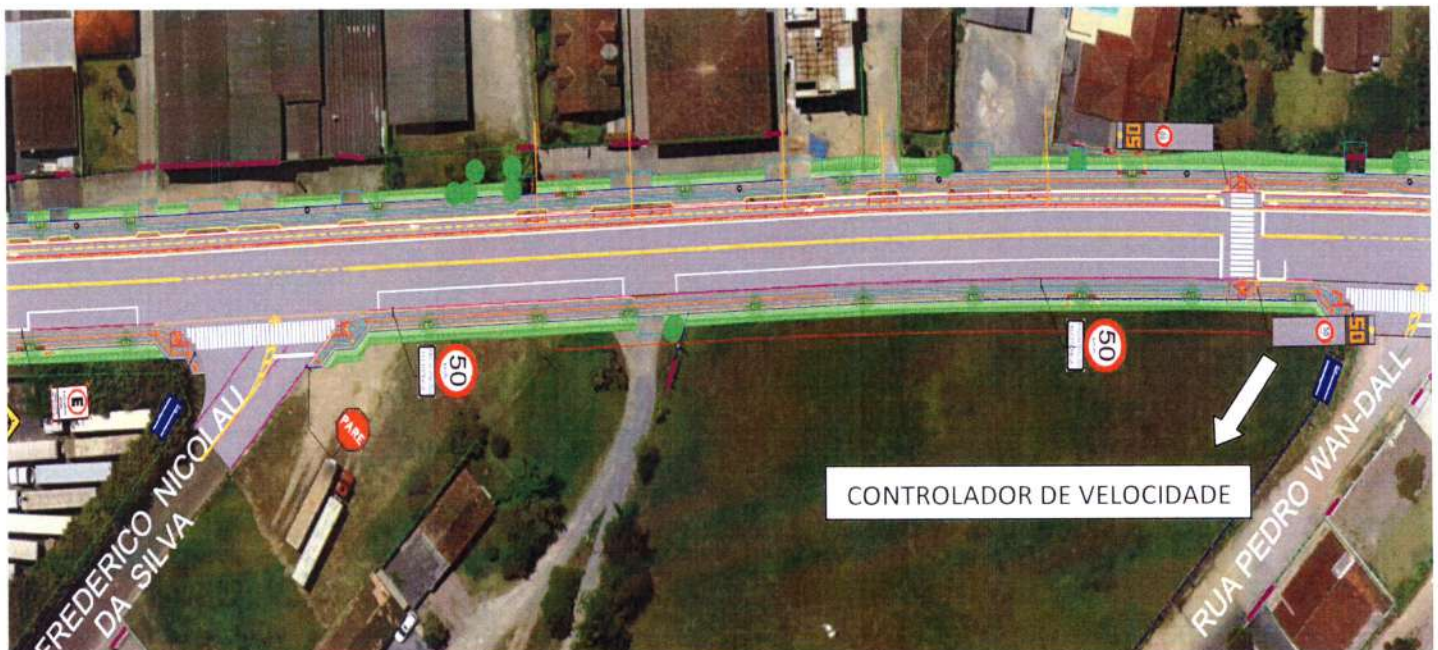 50
50
50
50
E
PARE
CONTROLADOR DE VELOCIDADE
FREDERICO NICOLAU
DA SILVA
RUA PEDRO WAN-DALL